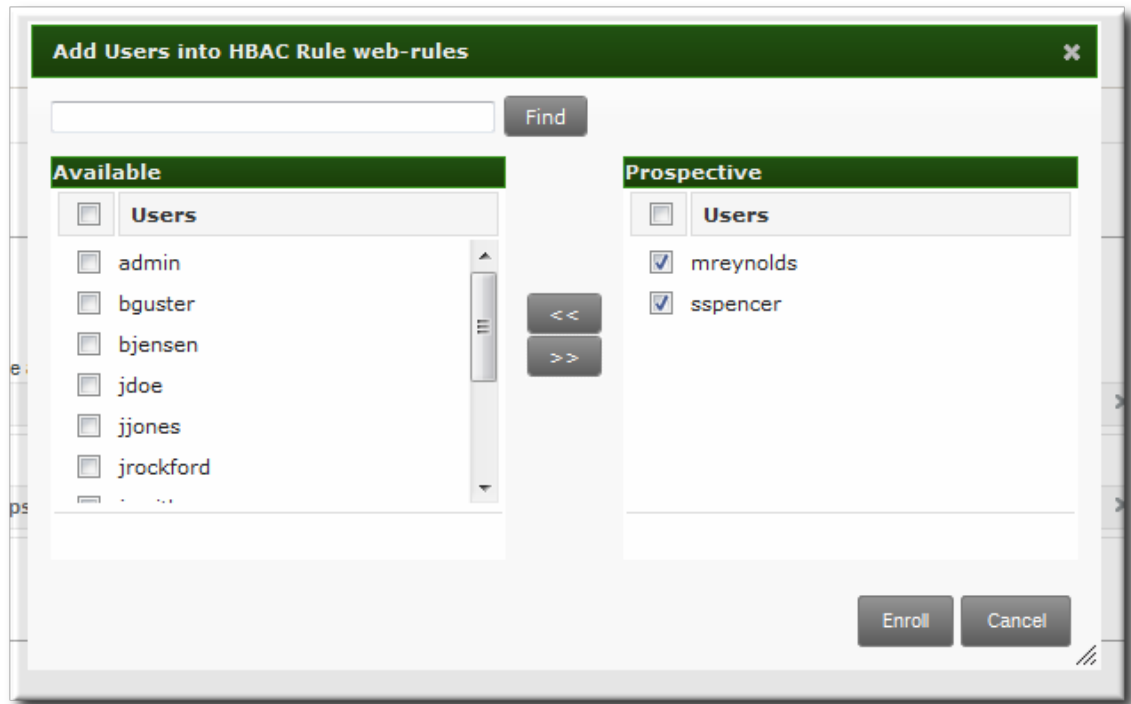 Add Users into HBAC Rule web-rules
Find
Available
Users
admin
bguster
bjensen
jdoe
jjones
jrockford
<<
>>
Prospective
Users
mreynolds
sspencer
Enroll
Cancel